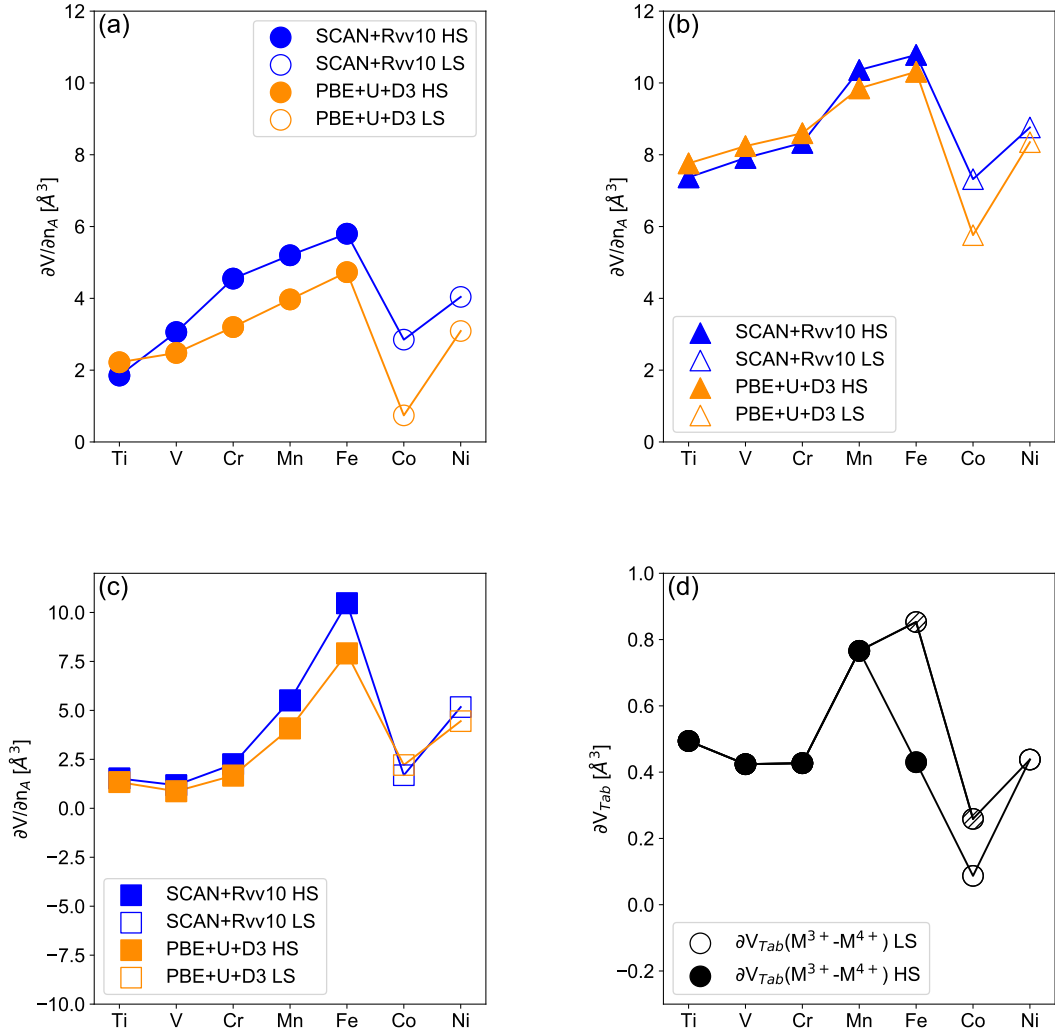 (a)
SCAN+Rvv10 HS
SCAN+Rvv10 LS
PBE+U+D3 HS
PBE+U+D3 LS
∂V/∂n_A [Å^3]
12
10
8
6
4
2
0
Ti V Cr Mn Fe Co Ni
(b)
SCAN+Rvv10 HS
SCAN+Rvv10 LS
PBE+U+D3 HS
PBE+U+D3 LS
∂V/∂n_A [Å^3]
12
10
8
6
4
2
0
Ti V Cr Mn Fe Co Ni
(c)
SCAN+Rvv10 HS
SCAN+Rvv10 LS
PBE+U+D3 HS
PBE+U+D3 LS
∂V/∂n_A [Å^3]
10.0
7.5
5.0
2.5
0.0
−2.5
−5.0
−7.5
−10.0
Ti V Cr Mn Fe Co Ni
(d)
∂V_Tab(M^3+-M^4+) LS
∂V_Tab(M^3+-M^4+) HS
∂V_Tab [Å^3]
1.0
0.8
0.6
0.4
0.2
0.0
−0.2
Ti V Cr Mn Fe Co Ni